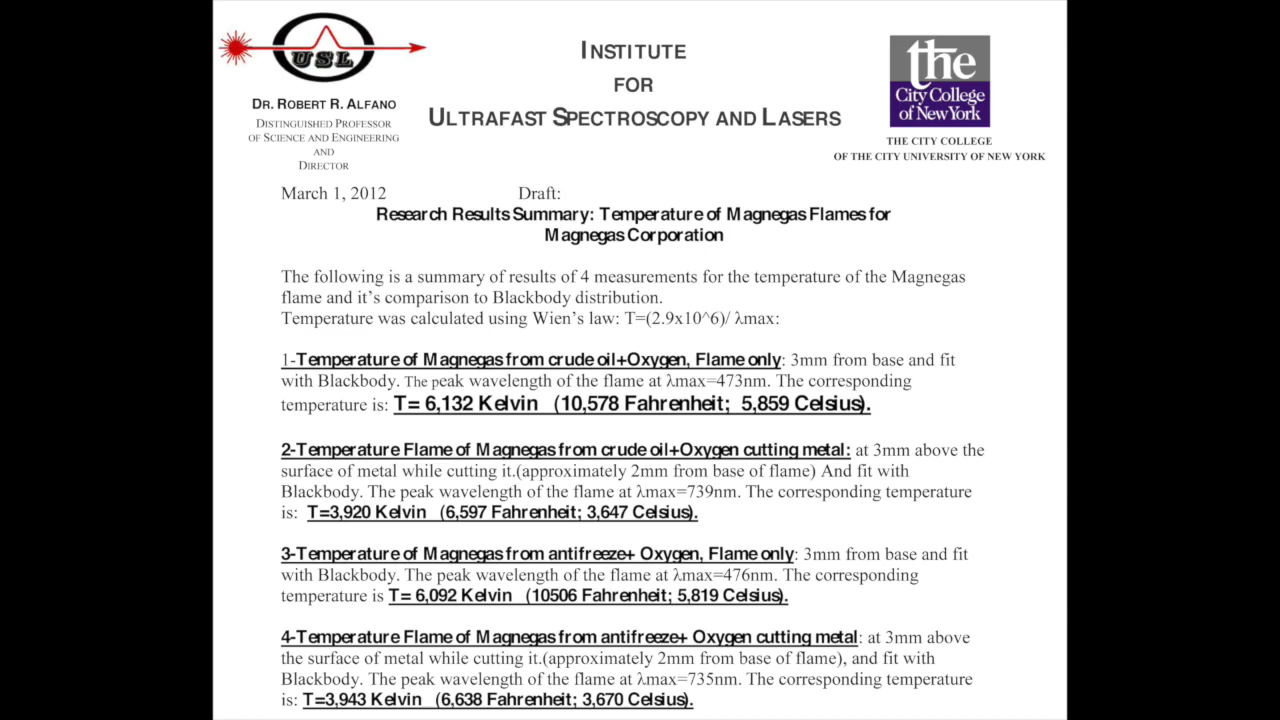 USL
DR. ROBERT R. ALFANO
DISTINGUISHED PROFESSOR
OF SCIENCE AND ENGINEERING
AND
DIRECTOR
INSTITUTE
FOR
ULTRAFAST SPECTROSCOPY AND LASERS
the
City College
of New York
THE CITY COLLEGE
OF THE CITY UNIVERSITY OF NEW YORK
March 1, 2012 Draft:
Research Results Summary: Temperature of Magnegas Flames for
Magnegas Corporation
The following is a summary of results of 4 measurements for the temperature of the Magnegas
flame and it's comparison to Blackbody distribution.
Temperature was calculated using Wien's law: T=(2.9x10^6)/ λmax:
1-Temperature of Magnegas from crude oil+Oxygen, Flame only: 3mm from base and fit
with Blackbody. The peak wavelength of the flame at λmax=473nm. The corresponding
temperature is: T= 6,132 Kelvin (10,578 Fahrenheit; 5,859 Celsius).
2-Temperature Flame of Magnegas from crude oil+Oxygen cutting metal: at 3mm above the
surface of metal while cutting it.(approximately 2mm from base of flame) And fit with
Blackbody. The peak wavelength of the flame at λmax=739nm. The corresponding temperature
is: T=3,920 Kelvin (6,597 Fahrenheit; 3,647 Celsius).
3-Temperature of Magnegas from antifreeze+ Oxygen, Flame only: 3mm from base and fit
with Blackbody. The peak wavelength of the flame at λmax=476nm. The corresponding
temperature is T= 6,092 Kelvin (10506 Fahrenheit; 5,819 Celsius).
4-Temperature Flame of Magnegas from antifreeze+ Oxygen cutting metal: at 3mm above
the surface of metal while cutting it.(approximately 2mm from base of flame), and fit with
Blackbody. The peak wavelength of the flame at λmax=735nm. The corresponding temperature
is: T=3,943 Kelvin (6,638 Fahrenheit; 3,670 Celsius).